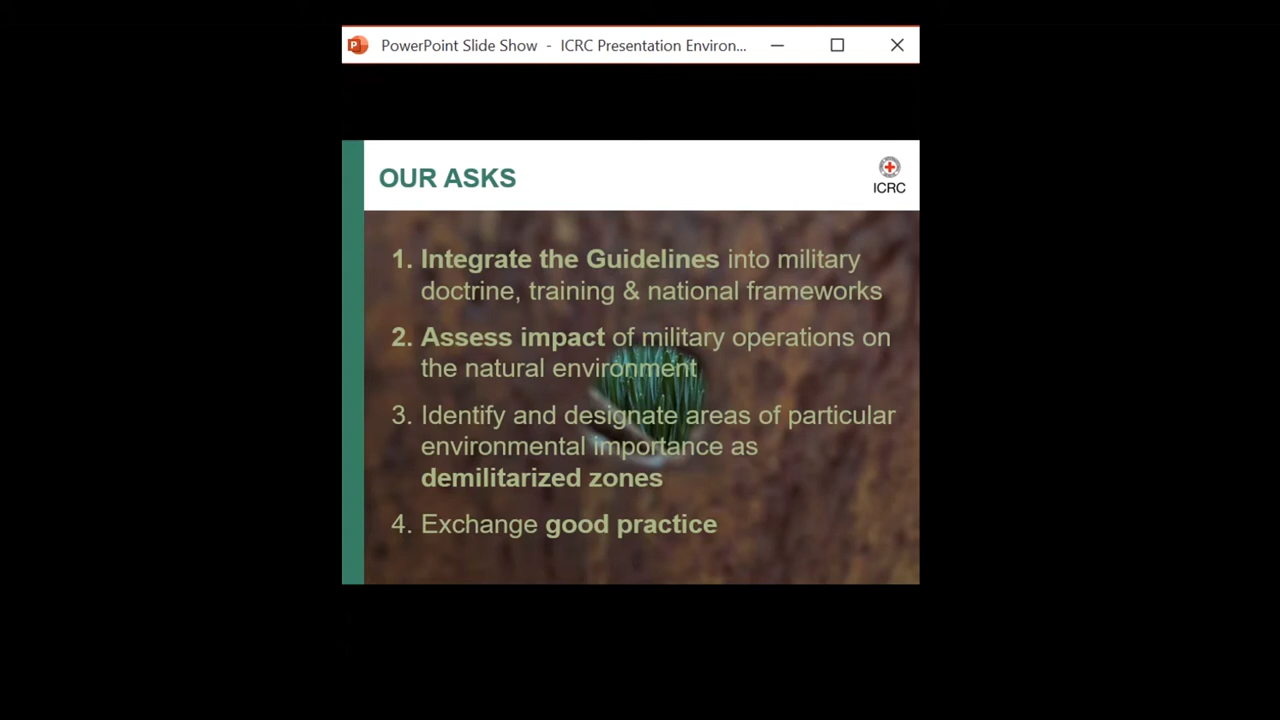 PowerPoint Slide Show - ICRC Presentation Environ...
OUR ASKS
ICRC
1. Integrate the Guidelines into military
doctrine, training & national frameworks
2. Assess impact of military operations on
the natural environment
3. Identify and designate areas of particular
environmental importance as
demilitarized zones
4. Exchange good practice